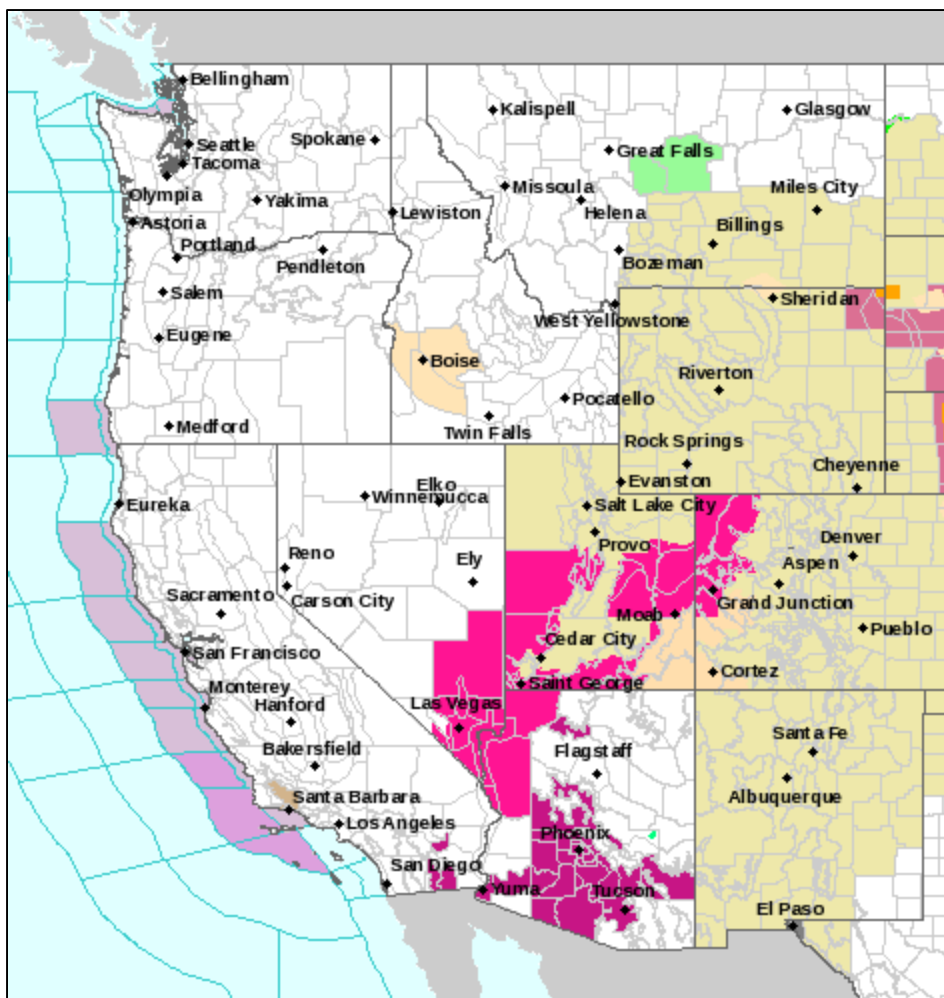 Bellingham
Kalispell
Glasgow
Spokane
Seattle
Great Falls
Tacoma
Missoula
Miles City
Olympia
Yakima
Helena
Lewiston
Astoria
Billings
Portland
Bozeman
Pendleton
Salem
Sheridan
West Yellowstone
Eugene
Boise
Riverton
Pocatello
Medford
Twin Falls
Rock Springs
Cheyenne
Elko
Evanston
Winnemucca
Eureka
Salt Lake City
Provo
Denver
Reno
Ely
Aspen
Sacramento
Carson City
Grand Junction
Moab
Pueblo
Cedar City
San Francisco
Cortez
Saint George
Monterey
Las Vegas
Hanford
Santa Fe
Bakersfield
Flagstaff
Albuquerque
Santa Barbara
Los Angeles
Phoenix
San Diego
Yuma
Tucson
El Paso